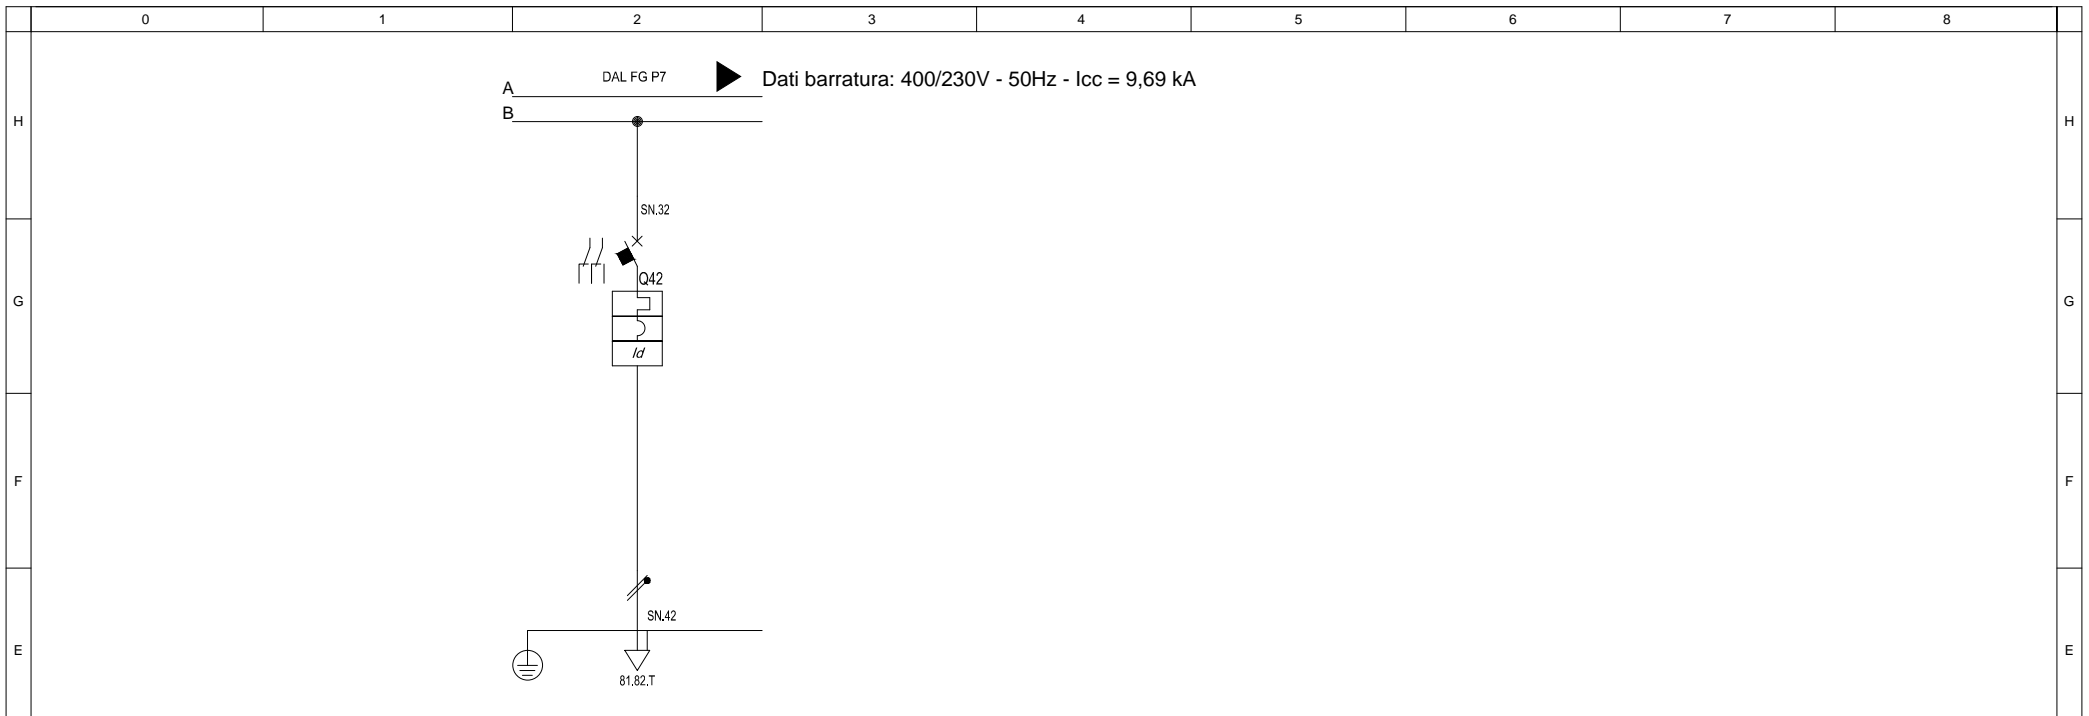 0 1 2 3 4 5 6 7 8
DAL FG P7 Dati barratura: 400/230V - 50Hz - Icc = 9,69 kA
A
B
H H
SN.32
Q42
G G
Id
F F
SN.42
E E
81.82.T